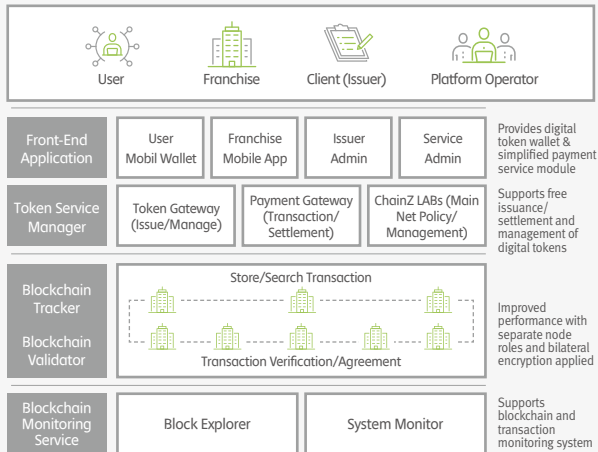 User
Franchise
Client (Issuer)
Platform Operator
Front-End
Application
User
Mobil Wallet
Franchise
Mobile App
Issuer
Admin
Service
Admin
Provides digital
token wallet &
simplified payment
service module
Token Service
Manager
Token Gateway
(Issue/Manage)
Payment Gateway
(Transaction/
Settlement)
ChainZ LABs (Main
Net Policy/
Management)
Supports free
issuance/
settlement and
management of
digital tokens
Blockchain
Tracker
Blockchain
Validator
Store/Search Transaction
Transaction Verification/Agreement
Improved
performance with
separate node
roles and bilateral
encryption applied
Blockchain
Monitoring
Service
Block Explorer
System Monitor
Supports
blockchain and
transaction
monitoring system